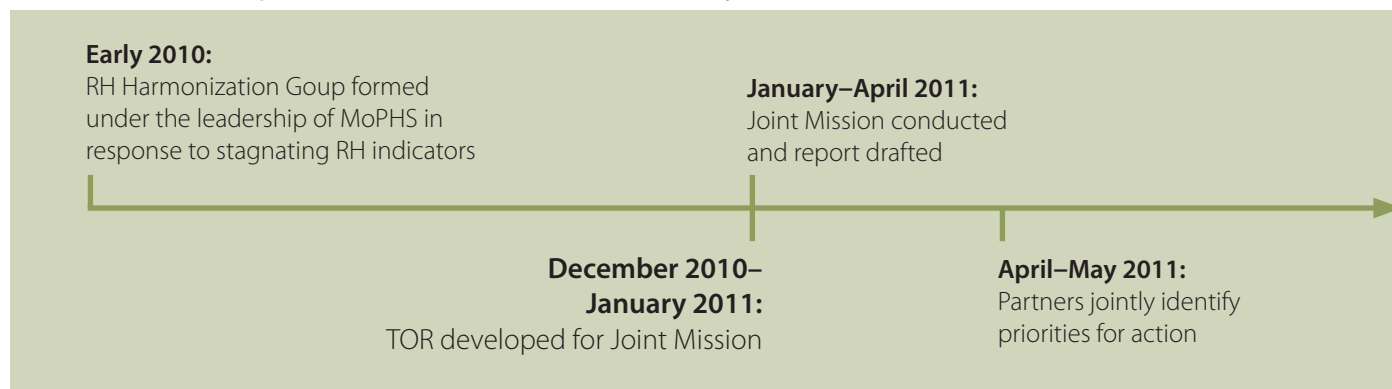 Early 2010:
RH Harmonization Goup formed
under the leadership of MoPHS in
response to stagnating RH indicators
December 2010–
January 2011:
TOR developed for Joint Mission
January–April 2011:
Joint Mission conducted
and report drafted
April–May 2011:
Partners jointly identify
priorities for action